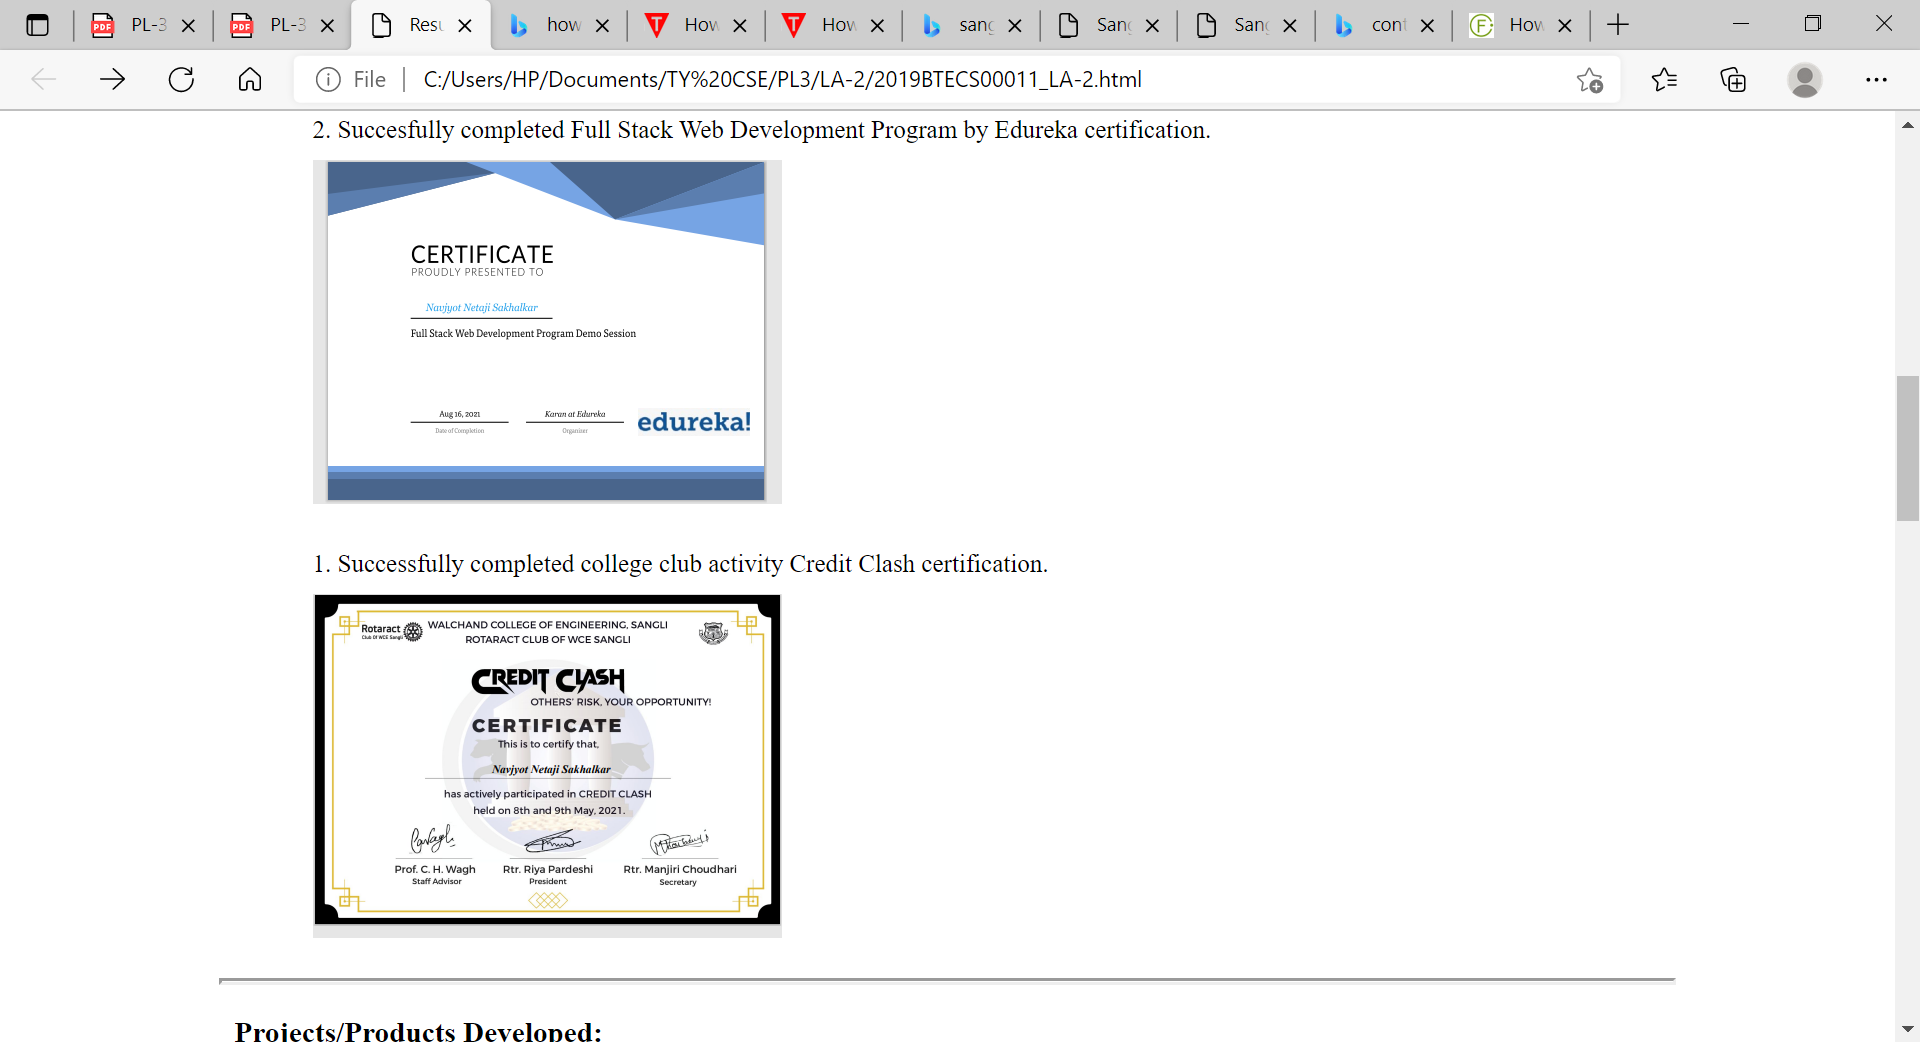 PL-3
PL-3
Resu
how
How
How
sang
Sang
Sang
cont
How
File
C:/Users/HP/Documents/TY%20CSE/PL3/LA-2/2019BTECS00011_LA-2.html
2. Succesfully completed Full Stack Web Development Program by Edureka certification.
CERTIFICATE
PROUDLY PRESENTED TO
Navjyot Netaji Sakhalkar
Full Stack Web Development Program Demo Session
Aug 16, 2021
Karan at Edureka
edureka!
Date of Completion
Organizer
1. Successfully completed college club activity Credit Clash certification.
Rotaract
Club Of WCE Sangli
WALCHAND COLLEGE OF ENGINEERING, SANGLI
ROTARACT CLUB OF WCE SANGLI
CREDIT CLASH
OTHERS' RISK, YOUR OPPORTUNITY!
CERTIFICATE
This is to certify that,
Navjyot Netaji Sakhalkar
has actively participated in CREDIT CLASH
held on 8th and 9th May, 2021.
Prof. C. H. Wagh
Rtr. Riya Pardeshi
Rtr. Manjiri Choudhari
Staff Advisor
President
Secretary
Projects/Products Developed: